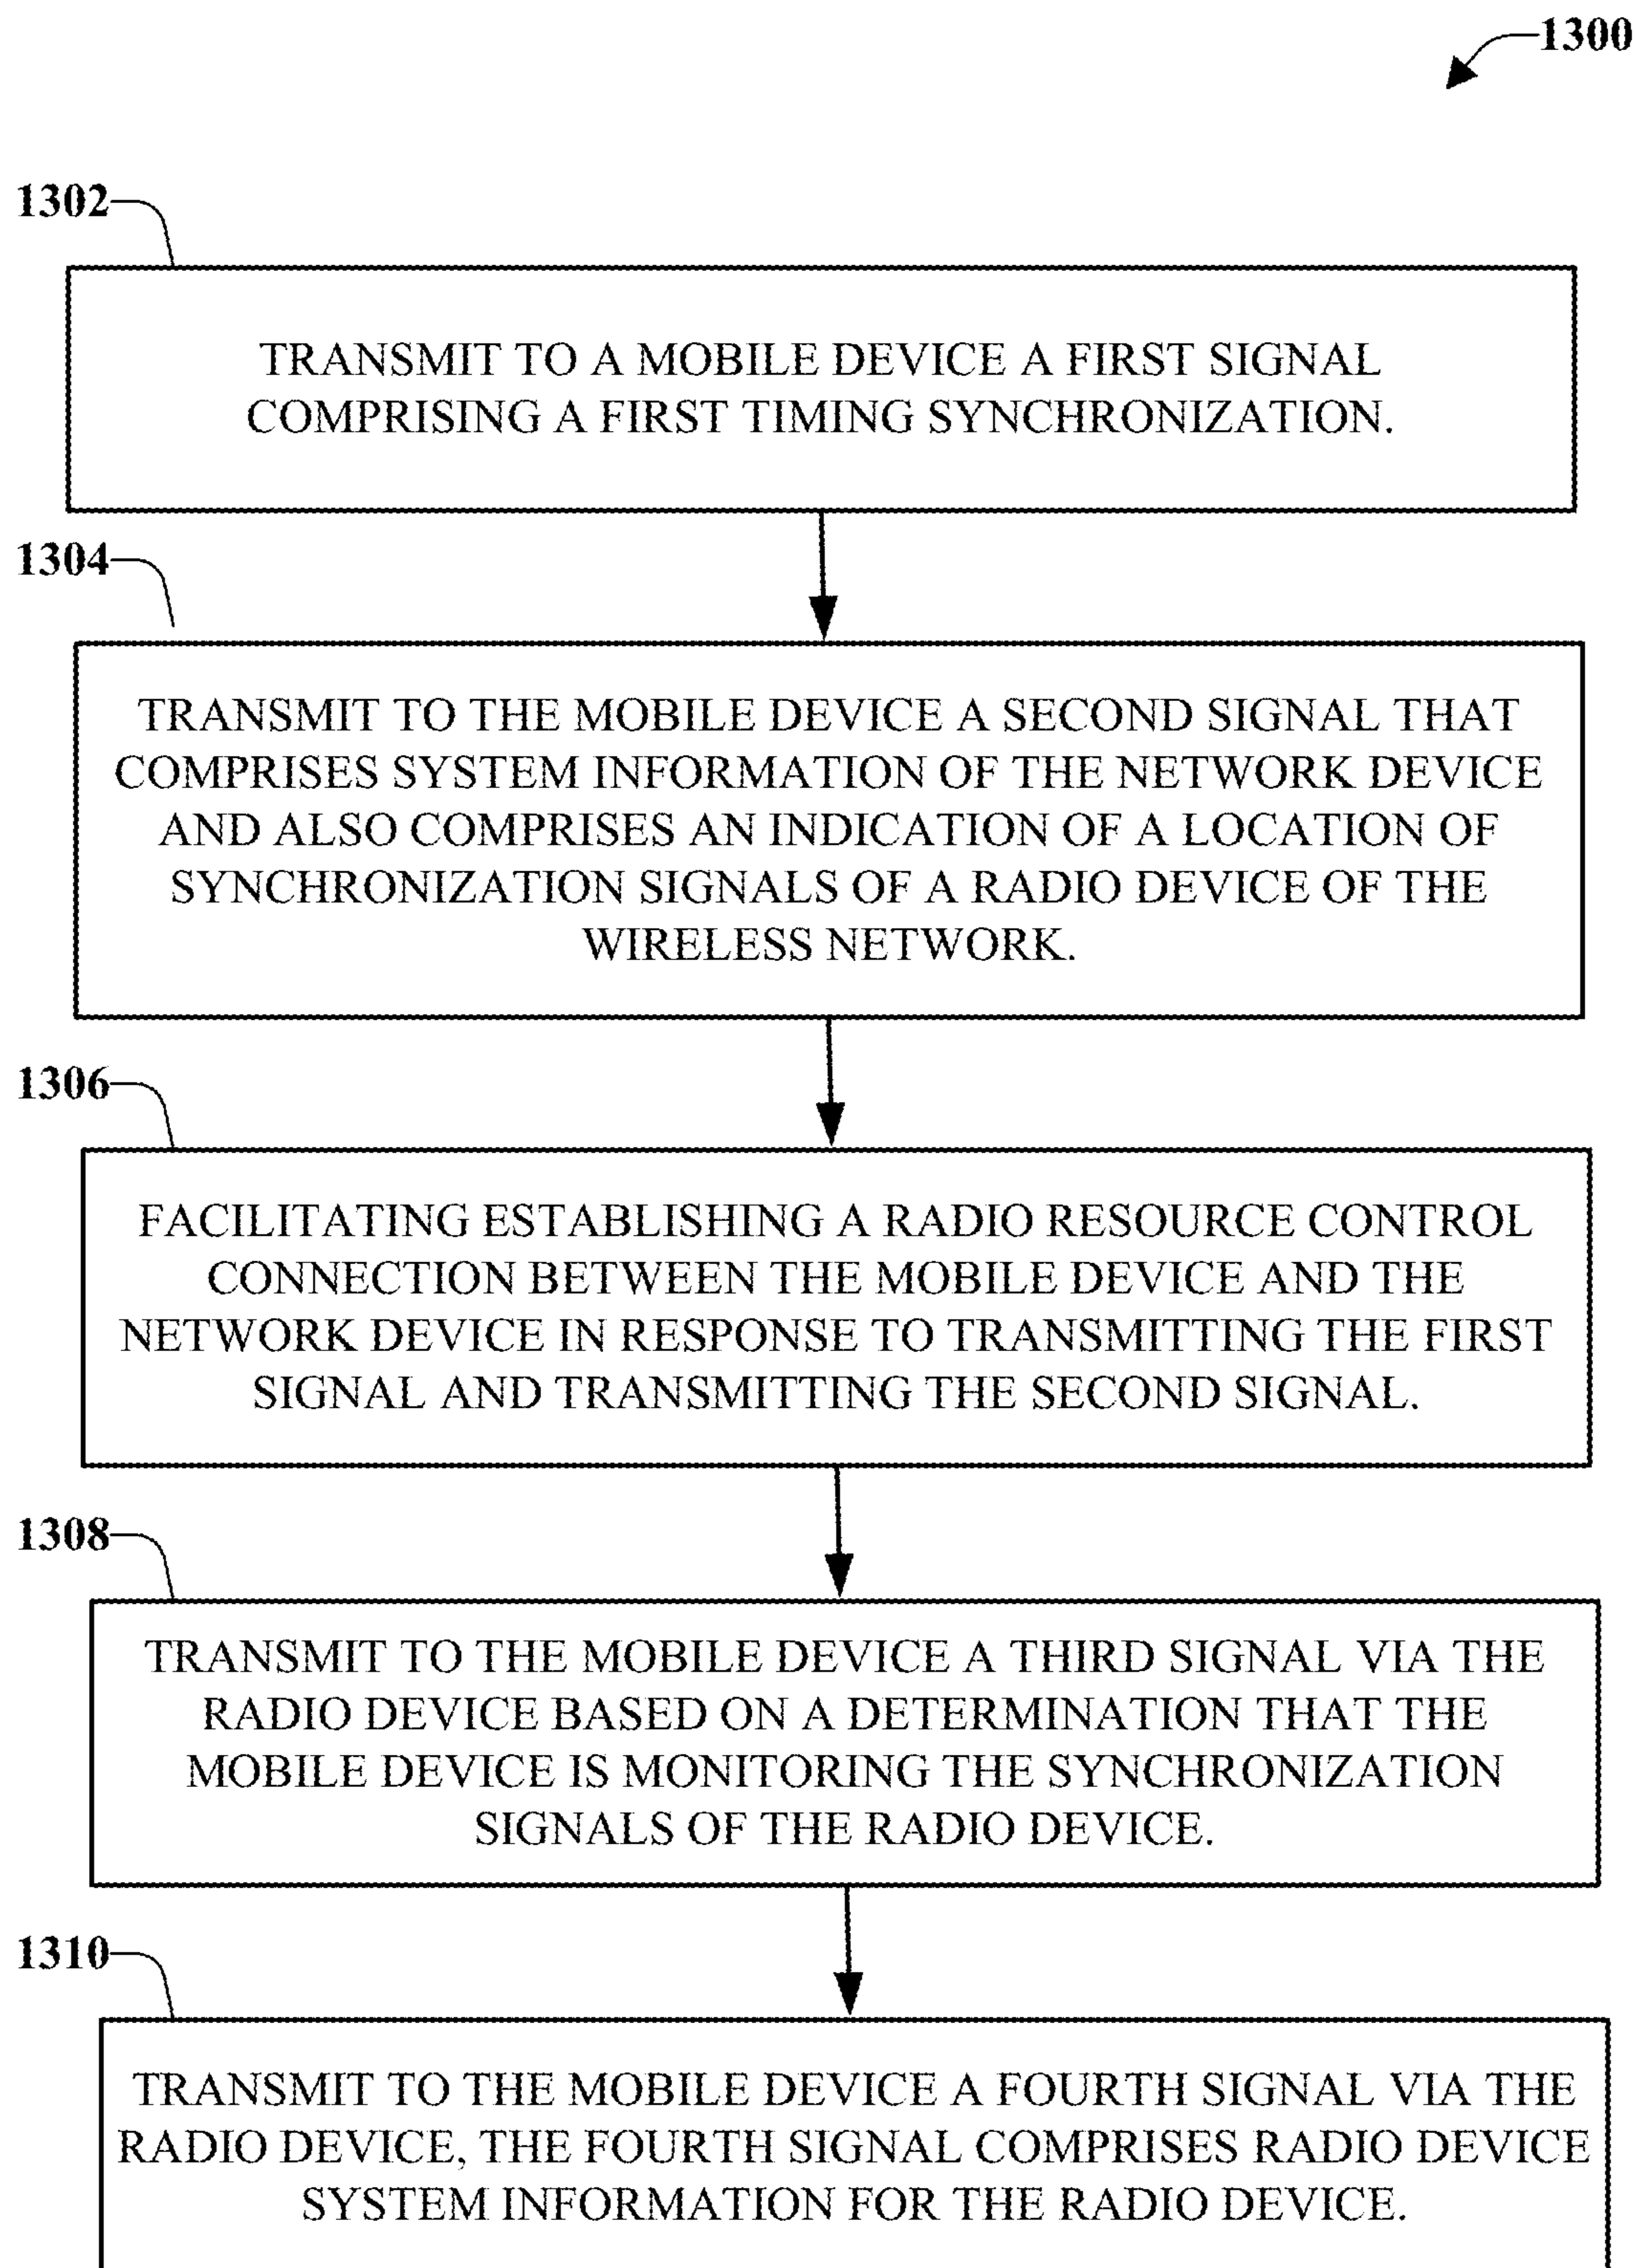 1300
1302
TRANSMIT TO A MOBILE DEVICE A FIRST SIGNAL
COMPRISING A FIRST TIMING SYNCHRONIZATION.
1304
TRANSMIT TO THE MOBILE DEVICE A SECOND SIGNAL THAT
COMPRISES SYSTEM INFORMATION OF THE NETWORK DEVICE
AND ALSO COMPRISES AN INDICATION OF A LOCATION OF
SYNCHRONIZATION SIGNALS OF A RADIO DEVICE OF THE
WIRELESS NETWORK.
1306
FACILITATING ESTABLISHING A RADIO RESOURCE CONTROL
CONNECTION BETWEEN THE MOBILE DEVICE AND THE
NETWORK DEVICE IN RESPONSE TO TRANSMITTING THE FIRST
SIGNAL AND TRANSMITTING THE SECOND SIGNAL.
1308
TRANSMIT TO THE MOBILE DEVICE A THIRD SIGNAL VIA THE
RADIO DEVICE BASED ON A DETERMINATION THAT THE
MOBILE DEVICE IS MONITORING THE SYNCHRONIZATION
SIGNALS OF THE RADIO DEVICE.
1310
TRANSMIT TO THE MOBILE DEVICE A FOURTH SIGNAL VIA THE
RADIO DEVICE, THE FOURTH SIGNAL COMPRISES RADIO DEVICE
SYSTEM INFORMATION FOR THE RADIO DEVICE.